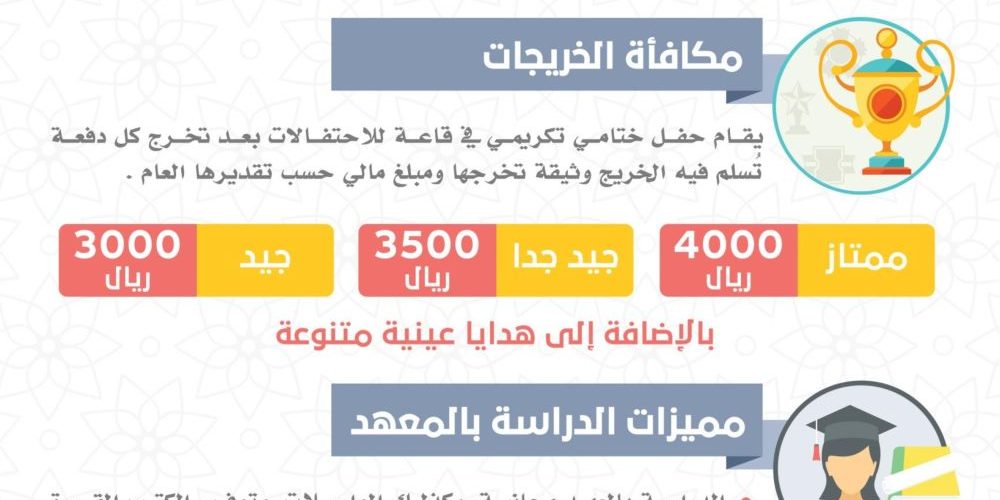 مكافأة الخريجات
يقام حفل ختامي تكريمي في قاعة للاحتفالات بعد تخرج كل دفعة
تُسلم فيه الخريج وثيقة تخرجها ومبلغ مالي حسب تقديرها العام .
ممتاز 4000 ريال
جيد جدا 3500 ريال
جيد 3000 ريال
بالإضافة إلى هدايا عينية متنوعة
مميزات الدراسة بالمعهد